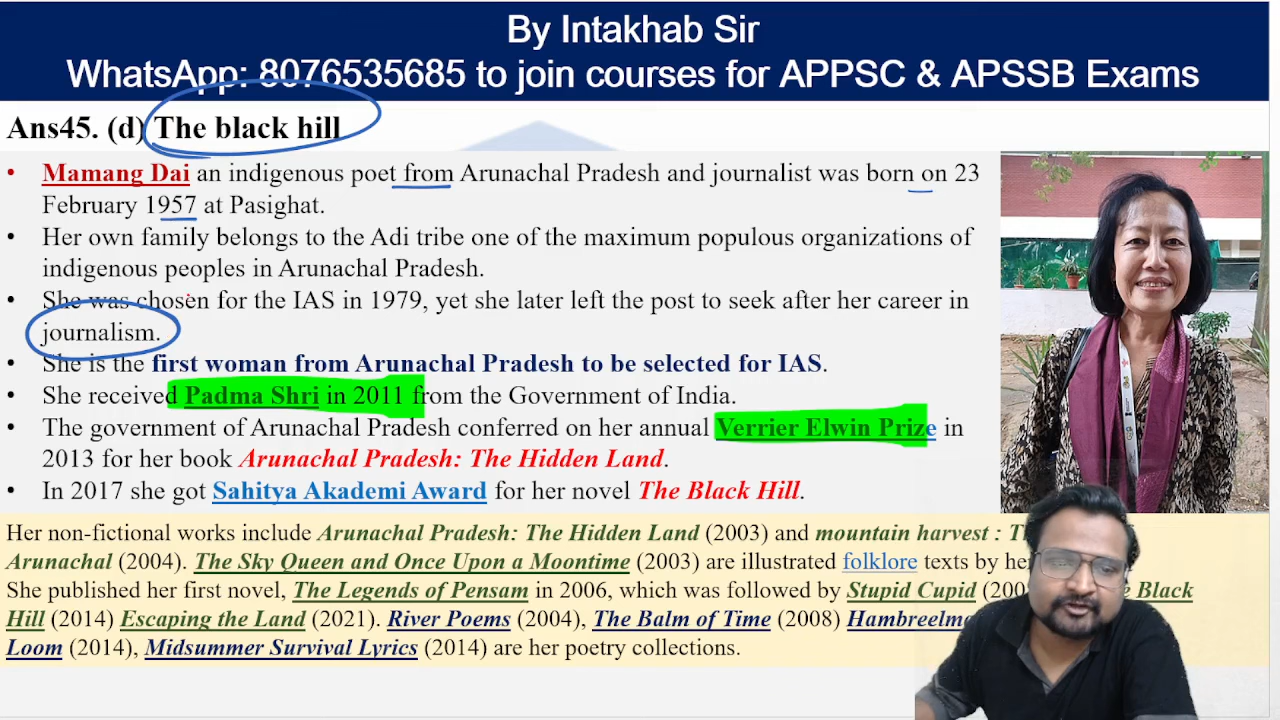 By Intakhab Sir
WhatsApp: 8076535685 to join courses for APPSC & APSSB Exams
Ans45. (d) The black hill
• Mamang Dai an indigenous poet from Arunachal Pradesh and journalist was born on 23
February 1957 at Pasighat.
• Her own family belongs to the Adi tribe one of the maximum populous organizations of
indigenous peoples in Arunachal Pradesh.
• She was chosen for the IAS in 1979, yet she later left the post to seek after her career in
journalism.
• She is the first woman from Arunachal Pradesh to be selected for IAS.
• She received Padma Shri in 2011 from the Government of India.
• The government of Arunachal Pradesh conferred on her annual Verrier Elwin Prize in
2013 for her book Arunachal Pradesh: The Hidden Land.
• In 2017 she got Sahitya Akademi Award for her novel The Black Hill.
Her non-fictional works include Arunachal Pradesh: The Hidden Land (2003) and mountain harvest :
Arunachal (2004). The Sky Queen and Once Upon a Moontime (2003) are illustrated folklore texts by
She published her first novel, The Legends of Pensam in 2006, which was followed by Stupid Cupid Black
Hill (2014) Escaping the Land (2021). River Poems (2004), The Balm of Time (2008)
Loom (2014), Midsummer Survival Lyrics (2014) are her poetry collections.